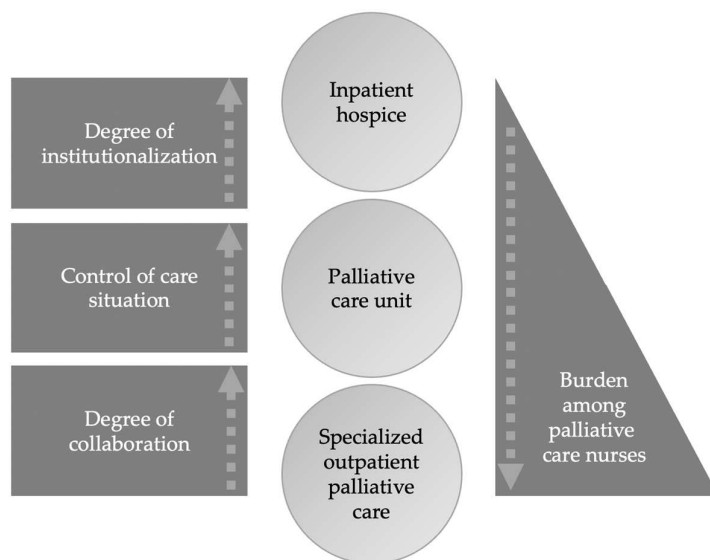 Degree of
institutionalization
Control of care
situation
Degree of
collaboration
Inpatient
hospice
Palliative
care unit
Specialized
outpatient
palliative
care
Burden
among
palliative
care nurses